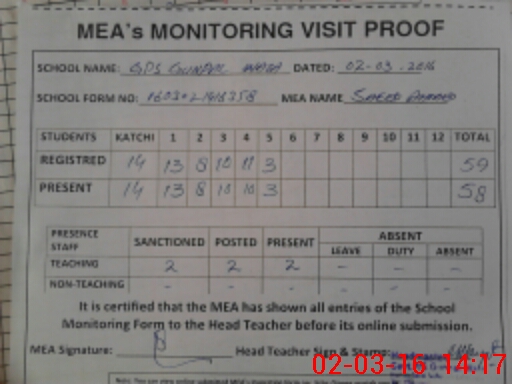 MEA's MONITORING VISIT PROOF
SCHOOL NAME: GPS DATED: 02-03-2016
SCHOOL FORM NO: MEA NAME Saeed Ahmed
STUDENTS KATCHI 1 2 3 4 5 6 7 8 9 10 11 12 TOTAL
REGISTRED 14 13 8 10 11 3 59
PRESENT 14 13 8 10 10 3 58
PRESENCE STAFF SANCTIONED POSTED PRESENT ABSENT
LEAVE DUTY ABSENT
TEACHING 2 2 2 - - -
NON-TEACHING - - - - - -
It is certified that the MEA has shown all entries of the School
Monitoring Form to the Head Teacher before its online submission.
MEA Signature: Head Teacher Sign & Stamp:
02-03-16 14:17